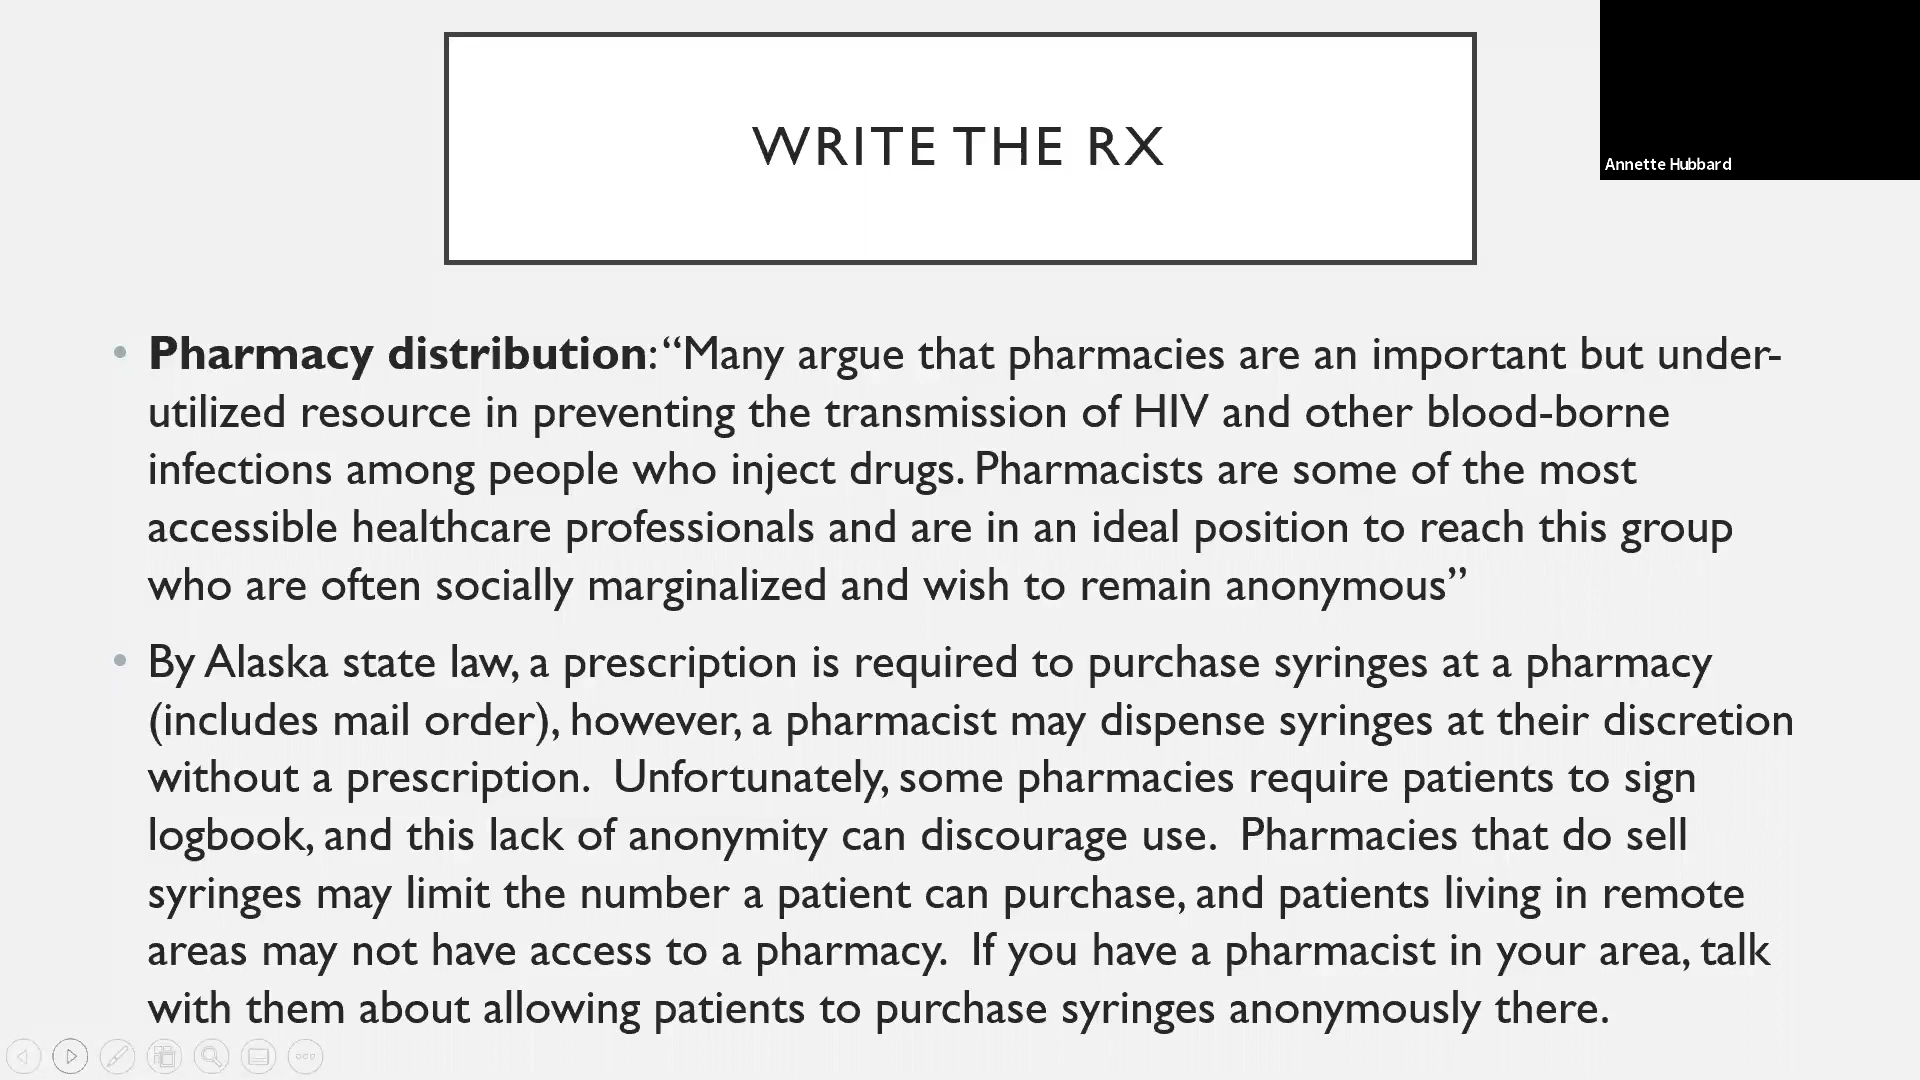 WRITE THE RX
Annette Hubbard
• Pharmacy distribution: “Many argue that pharmacies are an important but under-
utilized resource in preventing the transmission of HIV and other blood-borne
infections among people who inject drugs. Pharmacists are some of the most
accessible healthcare professionals and are in an ideal position to reach this group
who are often socially marginalized and wish to remain anonymous”
• By Alaska state law, a prescription is required to purchase syringes at a pharmacy
(includes mail order), however, a pharmacist may dispense syringes at their discretion
without a prescription.  Unfortunately, some pharmacies require patients to sign
logbook, and this lack of anonymity can discourage use.  Pharmacies that do sell
syringes may limit the number a patient can purchase, and patients living in remote
areas may not have access to a pharmacy.  If you have a pharmacist in your area, talk
with them about allowing patients to purchase syringes anonymously there.